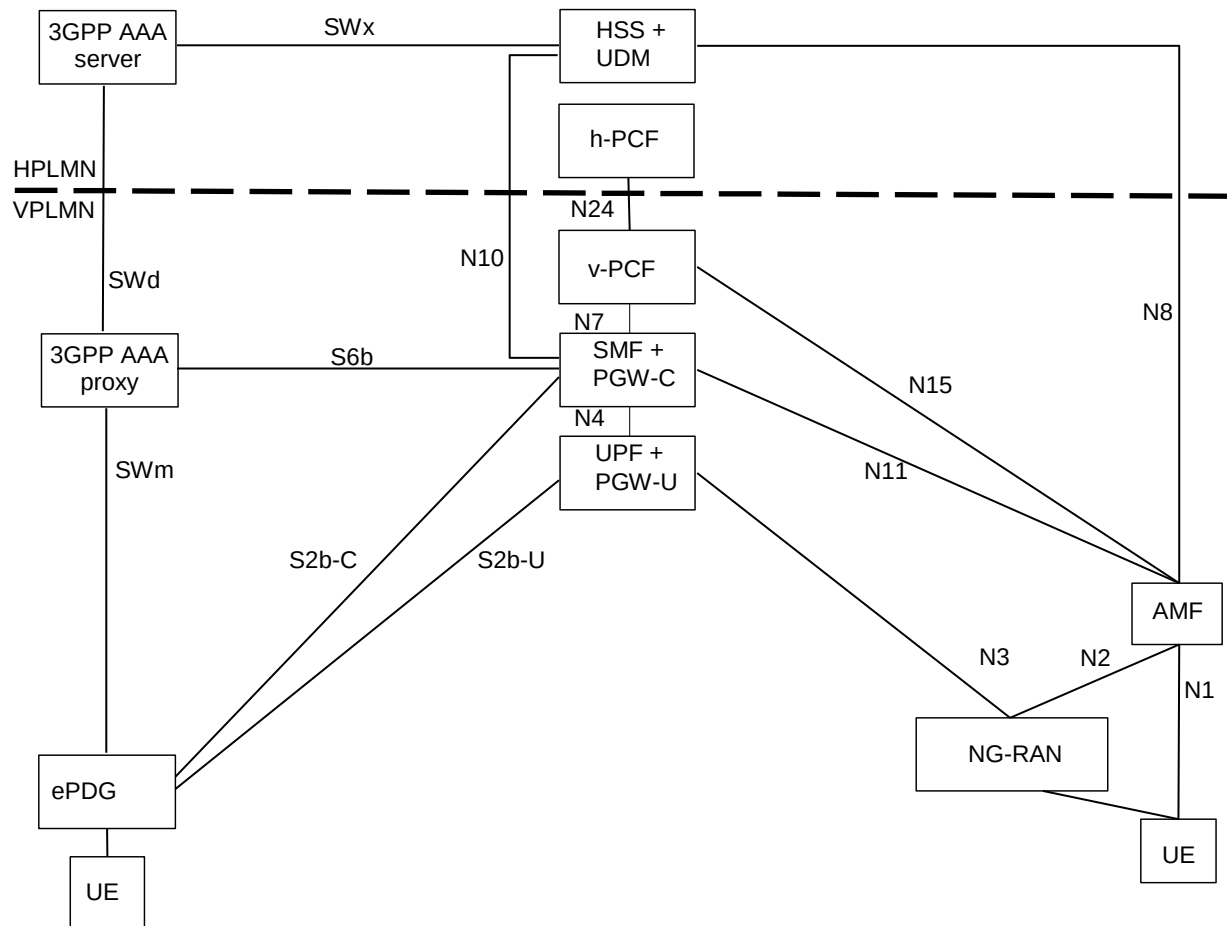 3GPP AAA
server
SWx
HSS +
UDM
h-PCF
HPLMN
VPLMN
N24
N10
v-PCF
SWd
N8
N7
3GPP AAA
proxy
S6b
SMF +
PGW-C
N15
N4
SWm
UPF +
PGW-U
N11
S2b-C
S2b-U
AMF
N3
N2
N1
NG-RAN
ePDG
UE
UE